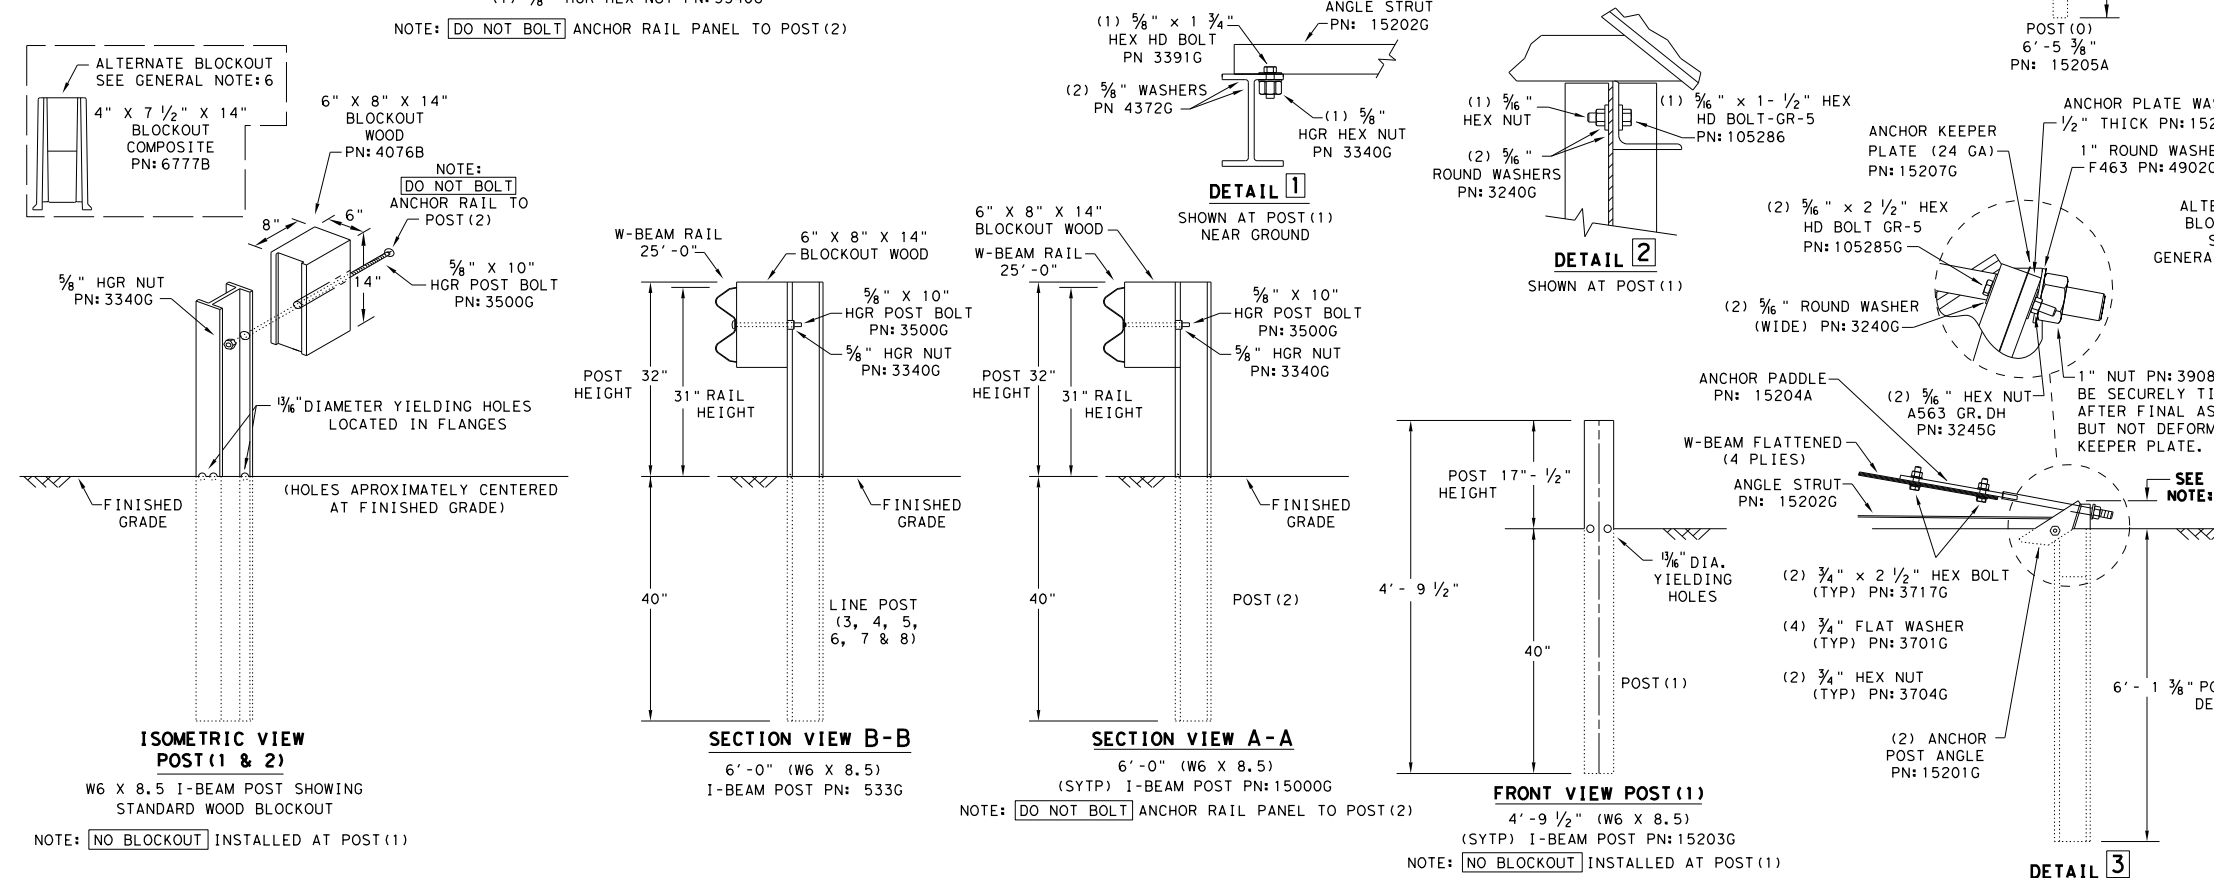 NOTE: DO NOT BOLT ANCHOR RAIL PANEL TO POST(2)
ALTERNATE BLOCKOUT
SEE GENERAL NOTE:6
4" X 7 1/2" X 14"
BLOCKOUT
COMPOSITE
PN:6777B
6" X 8" X 14"
BLOCKOUT
WOOD
PN:4076B
NOTE:
DO NOT BOLT
ANCHOR RAIL TO
POST(2)
8"
6"
14"
5/8" X 10"
HGR POST BOLT
PN:3500G
5/8" HGR NUT
PN:3340G
13/16" DIAMETER YIELDING HOLES
LOCATED IN FLANGES
(HOLES APROXIMATELY CENTERED
AT FINISHED GRADE)
FINISHED
GRADE
ISOMETRIC VIEW
POST(1 & 2)
W6 X 8.5 I-BEAM POST SHOWING
STANDARD WOOD BLOCKOUT
NOTE: NO BLOCKOUT INSTALLED AT POST(1)
W-BEAM RAIL
25'-0"
6" X 8" X 14"
BLOCKOUT WOOD
5/8" X 10"
HGR POST BOLT
PN:3500G
5/8" HGR NUT
PN:3340G
POST 32"
HEIGHT
31" RAIL
HEIGHT
FINISHED
GRADE
40"
LINE POST
(3, 4, 5,
6, 7 & 8)
SECTION VIEW B-B
6'-0" (W6 X 8.5)
I-BEAM POST PN: 533G
6" X 8" X 14"
BLOCKOUT WOOD
W-BEAM RAIL
25'-0"
5/8" X 10"
HGR POST BOLT
PN:3500G
5/8" HGR NUT
PN:3340G
POST 32"
HEIGHT
31" RAIL
HEIGHT
FINISHED
GRADE
40"
POST(2)
SECTION VIEW A-A
6'-0" (W6 X 8.5)
(SYTP) I-BEAM POST PN:15000G
NOTE: DO NOT BOLT ANCHOR RAIL PANEL TO POST(2)
(1) 5/8" x 1 3/4"
HEX HD BOLT
PN 3391G
ANGLE STRUT
PN: 15202G
(2) 5/8" WASHERS
PN 4372G
(1) 5/8"
HGR HEX NUT
PN 3340G
DETAIL 1
SHOWN AT POST(1)
NEAR GROUND
(1) 5/16"
HEX NUT
(1) 5/16" x 1- 1/2" HEX
HD BOLT-GR-5
PN:105286
(2) 5/16"
ROUND WASHERS
PN:3240G
DETAIL 2
SHOWN AT POST(1)
POST 17"- 1/2"
HEIGHT
4'- 9 1/2"
13/16" DIA.
YIELDING
HOLES
40"
POST(1)
FRONT VIEW POST(1)
4'-9 1/2" (W6 X 8.5)
(SYTP) I-BEAM POST PN:15203G
NOTE: NO BLOCKOUT INSTALLED AT POST(1)
POST(0)
6'-5 3/8"
PN: 15205A
ANCHOR PLATE
1/2" THICK
ANCHOR KEEPER
PLATE (24 GA)
PN:15207G
1" ROUND
F463
(2) 5/16" x 2 1/2" HEX
HD BOLT GR-5
PN:105285G
(2) 5/16" ROUND WASHER
(WIDE) PN:3240G
ANCHOR PADDLE
PN: 15204A
(2) 5/16" HEX NUT
A563 GR.DH
PN:3245G
1" NUT
BE SECURELY
AFTER FINAL
BUT NOT
KEEPER PLATE.
W-BEAM FLATTENED
(4 PLIES)
ANGLE STRUT
PN: 15202G
SEE
NOTE:
(2) 3/4" x 2 1/2" HEX BOLT
(TYP) PN:3717G
(4) 3/4" FLAT WASHER
(TYP) PN:3701G
(2) 3/4" HEX NUT
(TYP) PN:3704G
6'- 1 3/8"
(2) ANCHOR
POST ANGLE
PN:15201G
DETAIL 3